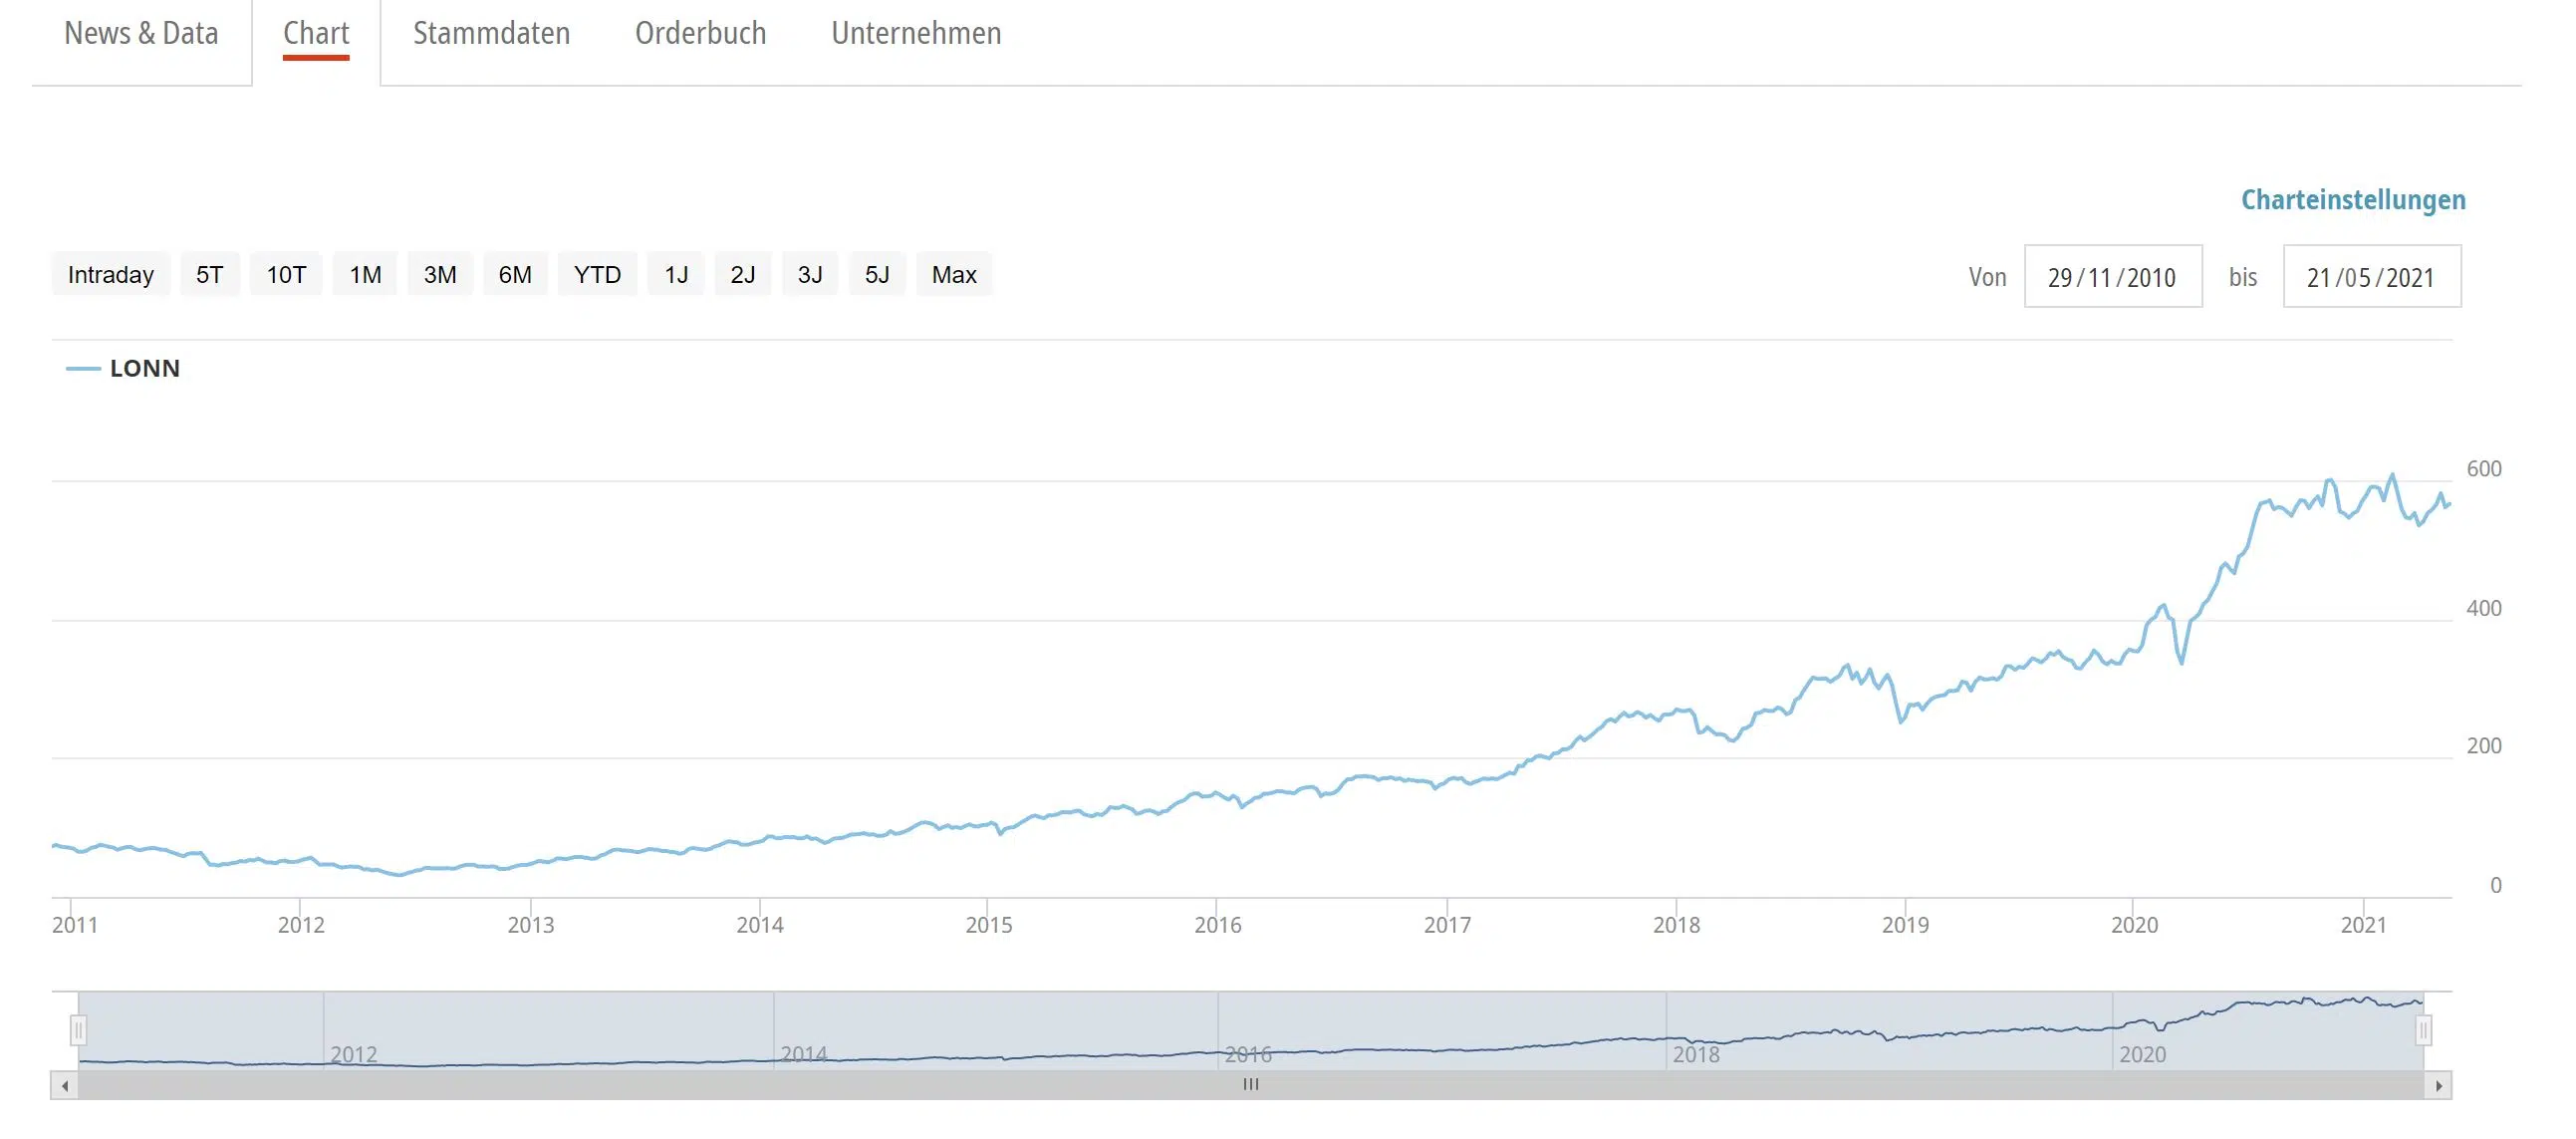 News & Data Chart Stammdaten Orderbuch Unternehmen
Charteinstellungen
Intraday 5T 10T 1M 3M 6M YTD 1J 2J 3J 5J Max Von 29/11/2010 bis 21/05/2021
LONN
600
400
200
0
2011 2012 2013 2014 2015 2016 2017 2018 2019 2020 2021
2012 2014 2016 2018 2020